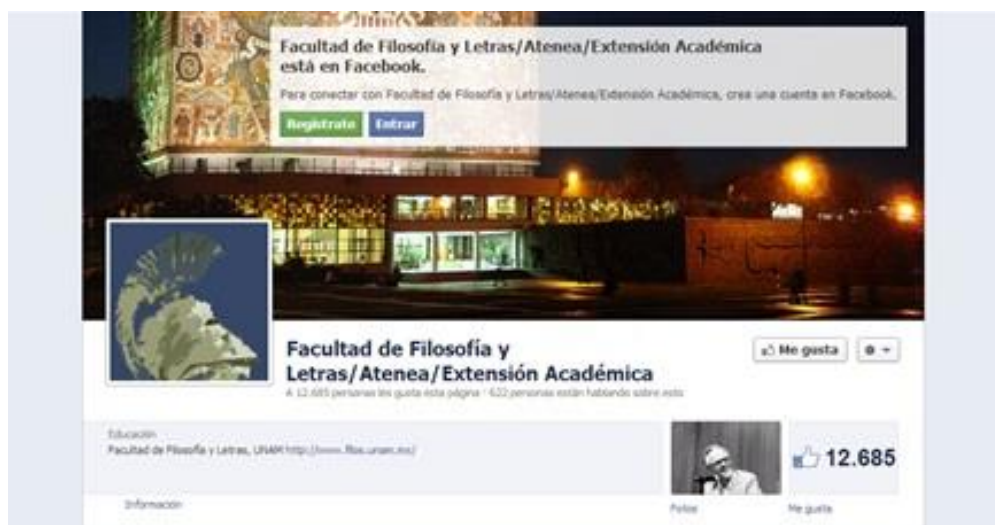 Facultad de Filosofía y Letras/Atenea/Extensión Académica
está en Facebook.
Para conectar con Facultad de Filosofía y Letras/Atenea/Extensión Académica, crea una cuenta en Facebook.
Regístrate Entrar
Facultad de Filosofía y
Letras/Atenea/Extensión Académica
Me gusta
A 12.685 personas les gusta esta página · 622 personas están hablando sobre esto
Educación
Facultad de Filosofía y Letras, UNAM http://www.filos.unam.mx/
12.685
Información
Fotos
Me gusta